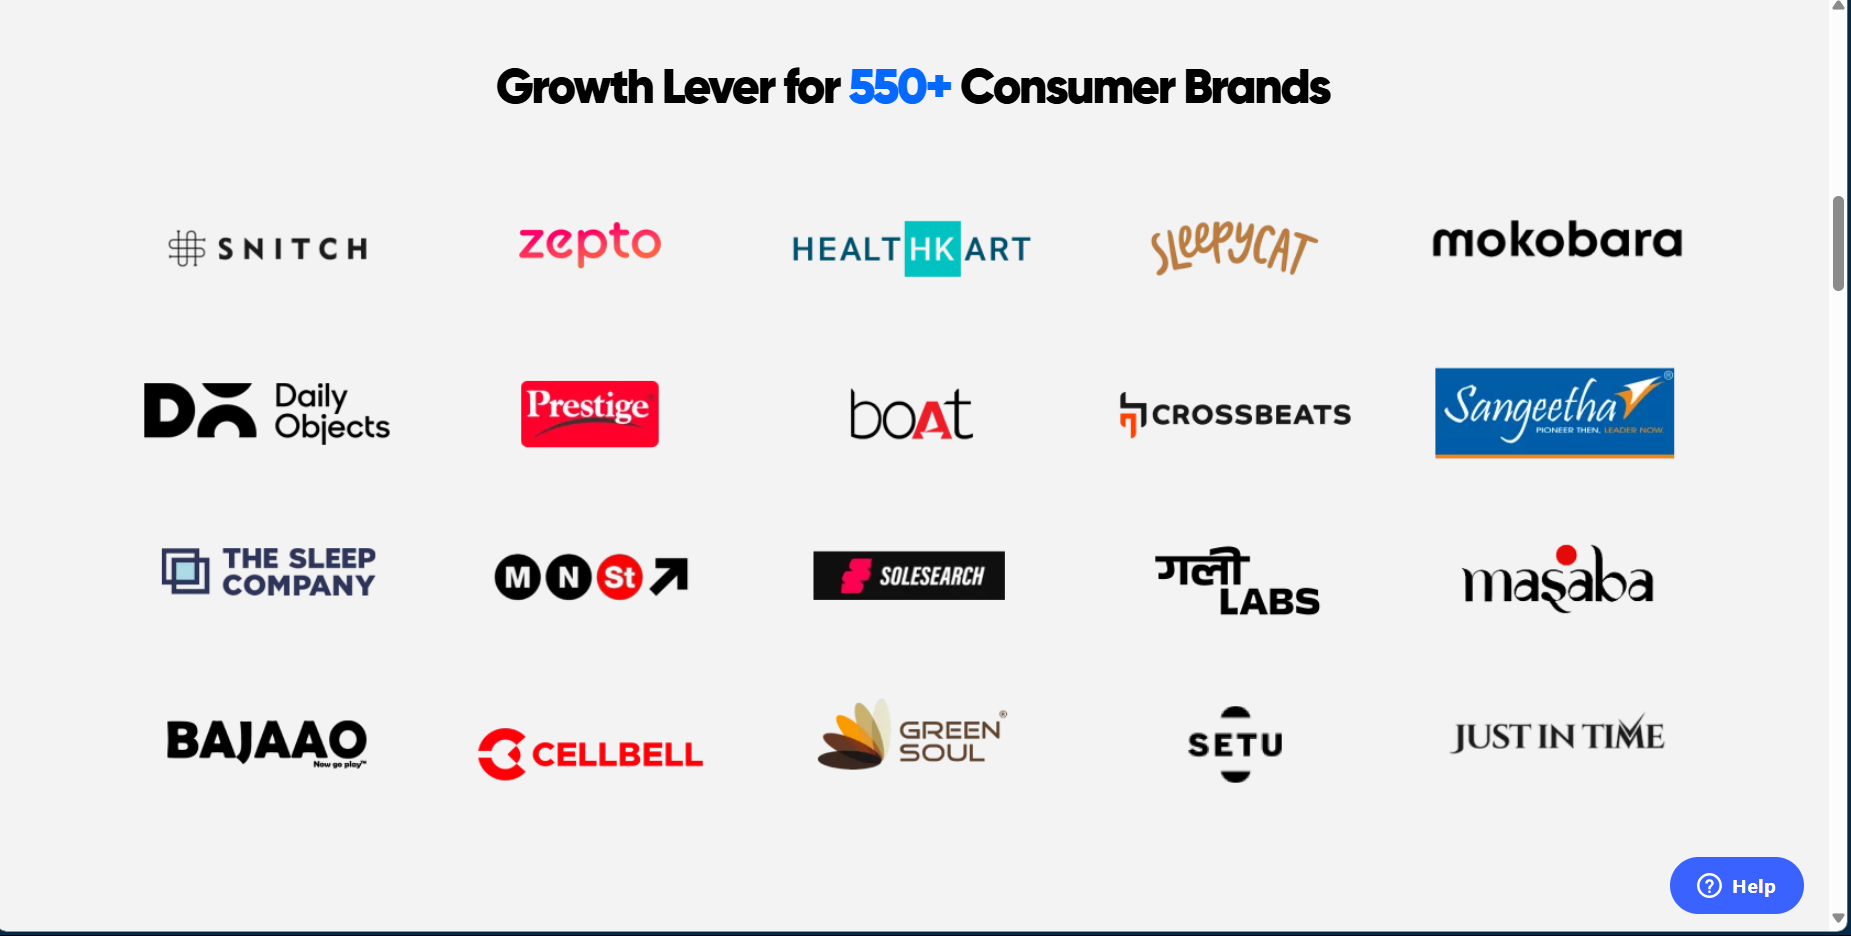 Growth Lever for 550+ Consumer Brands
SNITCH
zepto
HEALTHKART
SLEEPYCAT
mokobara
Daily
Objects
Prestige
boAt
CROSSBEATS
Sangeetha®
PIONEER THEN, LEADER NOW.
THE SLEEP
COMPANY
M N St
SOLESEARCH
गली
LABS
masaba
BAJAAO
Now go play™
CELLBELL
GREEN
SOUL®
SETU
JUST IN TIME
Help